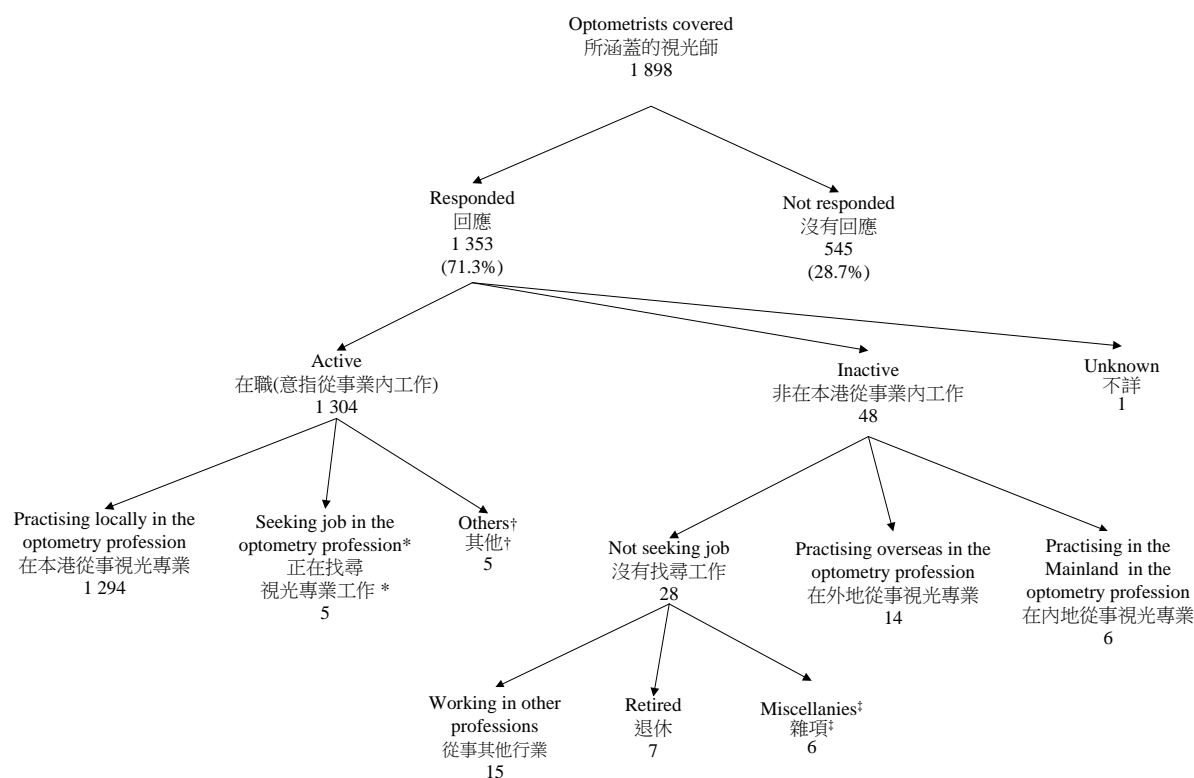 Optometrists covered
所涵蓋的視光師
1 898
Responded
回應
1 353
(71.3%)
Not responded
沒有回應
545
(28.7%)
Active
在職(意指從事業內工作)
1 304
Inactive
非在本港從事業內工作
48
Unknown
不詳
1
Practising locally in the
optometry profession
在本港從事視光專業
1 294
Seeking job in the
optometry profession*
正在找尋
視光專業工作 *
5
Others†
其他†
5
Not seeking job
沒有找尋工作
28
Practising overseas in the
optometry profession
在外地從事視光專業
14
Practising in the
Mainland in the
optometry profession
在內地從事視光專業
6
Working in other
professions
從事其他行業
15
Retired
退休
7
Miscellanies‡
雜項‡
6